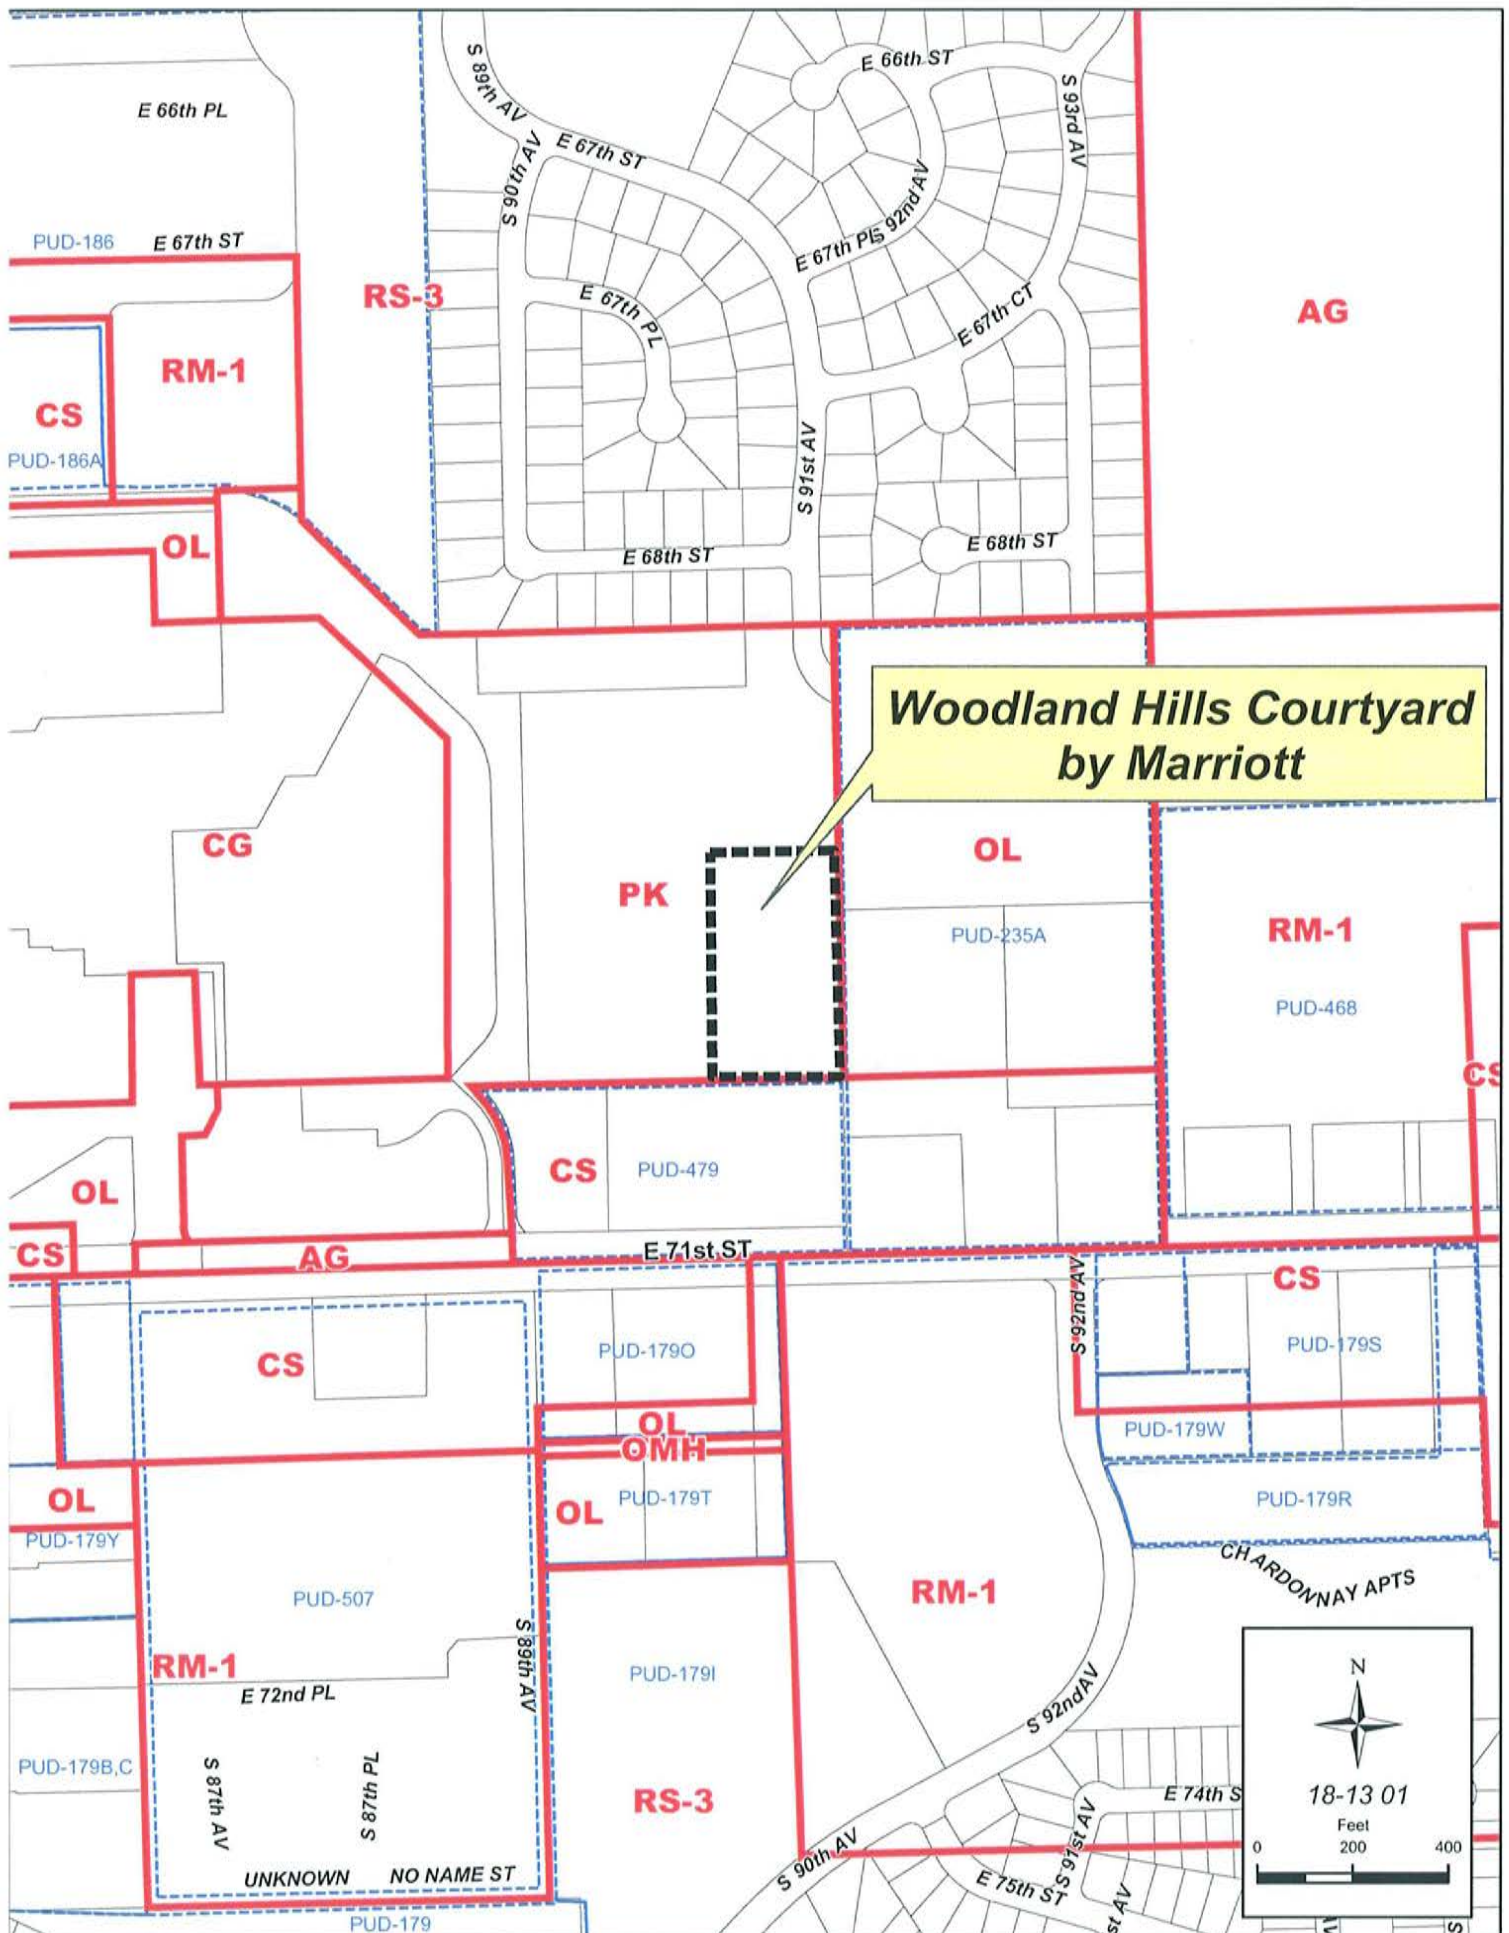 E 66th ST
S 89th AV
S 93rd AV
E 66th PL
E 67th ST
S 90th AV
S 92nd AV
PUD-186
E 67th ST
E 67th PL
RS-3
E 67th PL
E 67th CT
AG
RM-1
CS
PUD-186A
S 91st AV
OL
E 68th ST
E 68th ST
Woodland Hills Courtyard
by Marriott
CG
PK
OL
PUD-235A
RM-1
PUD-468
CS
CS
PUD-479
OL
CS
AG
E 71st ST
S 92nd AV
CS
CS
PUD-179O
PUD-179S
OL
OMH
PUD-179W
OL
OL
PUD-179T
PUD-179R
PUD-179Y
CHARDONNAY APTS
PUD-507
RM-1
RM-1
S 89th AV
PUD-179I
E 72nd PL
S 92nd AV
N
PUD-179B,C
S 87th AV
S 87th PL
RS-3
E 74th S
18-13 01
Feet
0 200 400
S 90th AV
S 91st AV
UNKNOWN
NO NAME ST
E 75th ST
st AV
PUD-179